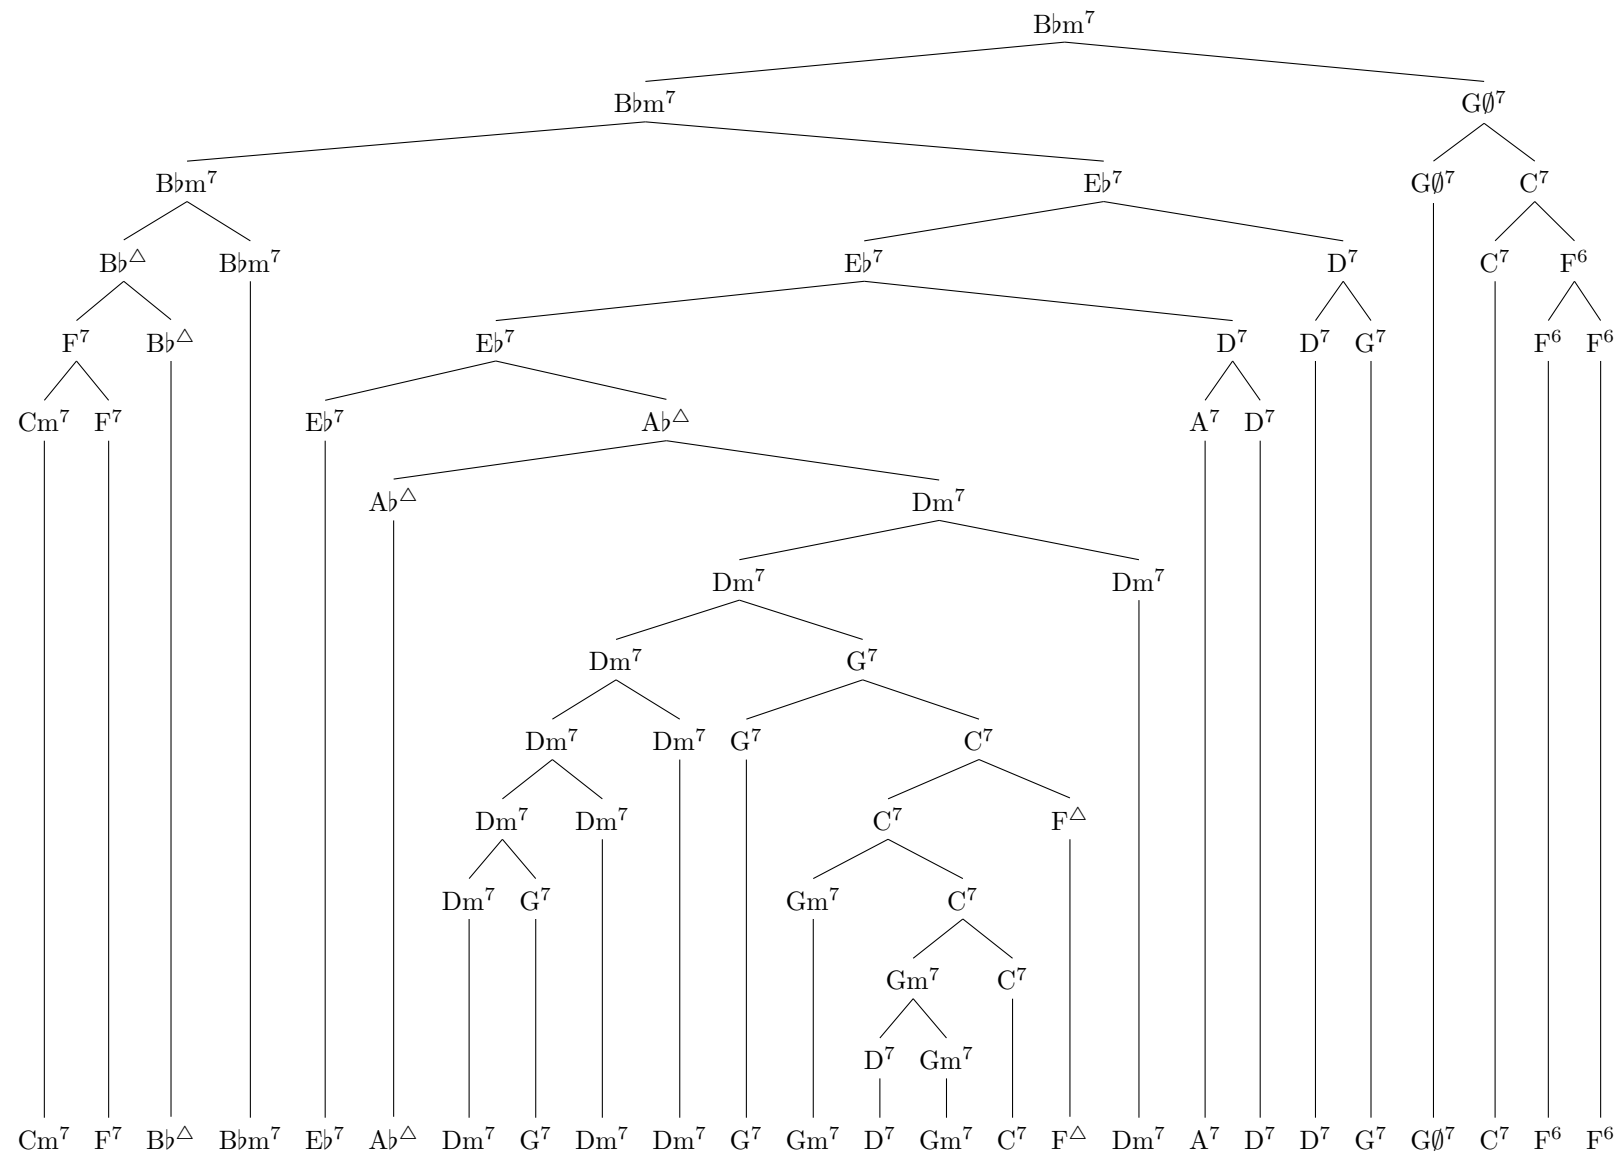 B♭m⁷
B♭m⁷ G∅⁷
B♭m⁷ E♭⁷ G∅⁷ C⁷
B♭△ B♭m⁷ E♭⁷ D⁷ C⁷ F⁶
F⁷ B♭△ E♭⁷ D⁷ D⁷ G⁷ F⁶ F⁶
Cm⁷ F⁷ E♭⁷ A♭△ A⁷ D⁷
A♭△ Dm⁷
Dm⁷ Dm⁷
Dm⁷ G⁷
Dm⁷ Dm⁷ G⁷ C⁷
Dm⁷ Dm⁷ C⁷ F△
Dm⁷ G⁷ Gm⁷ C⁷
Gm⁷ C⁷
D⁷ Gm⁷
Cm⁷ F⁷ B♭△ B♭m⁷ E♭⁷ A♭△ Dm⁷ G⁷ Dm⁷ Dm⁷ G⁷ Gm⁷ D⁷ Gm⁷ C⁷ F△ Dm⁷ A⁷ D⁷ D⁷ G⁷ G∅⁷ C⁷ F⁶ F⁶